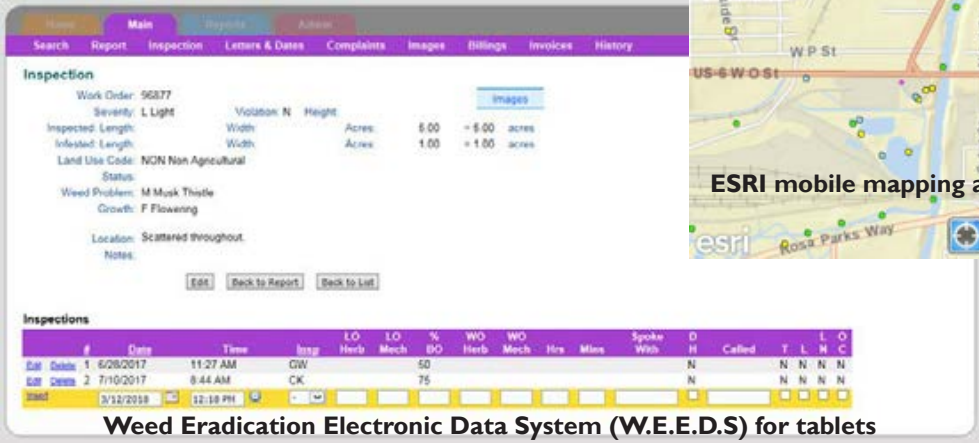 Home Main Reports Admin
Search Report Inspection Letters & Dates Complaints Images Billings Invoices History
Inspection
Work Order: 96877
Images
Severity: L Light Violation: N Height:
Inspected: Length: Width: Acres: 5.00 = 5.00 acres
Infested: Length: Width: Acres: 1.00 = 1.00 acres
Land Use Code: NON Non Agricultural
Status:
Weed Problem: M Musk Thistle
Growth: F Flowering
Location: Scattered throughout.
Notes:
Edit Back to Report Back to List
Inspections
# Date Time Insp LO Herb LO Mech % BO WO Herb WO Mech Hrs Mins Spoke With D H Called T L L N O C
Edit Delete 1 6/28/2017 11:27 AM GW 50 N N N N N
Edit Delete 2 7/10/2017 8:44 AM CK 75 N N N N N
Insert 3/12/2018 12:18 PM -
Weed Eradication Electronic Data System (W.E.E.D.S) for tablets
ide St
W P St
US-6 W O St
ESRI mobile mapping a
esri
Rosa Parks Way